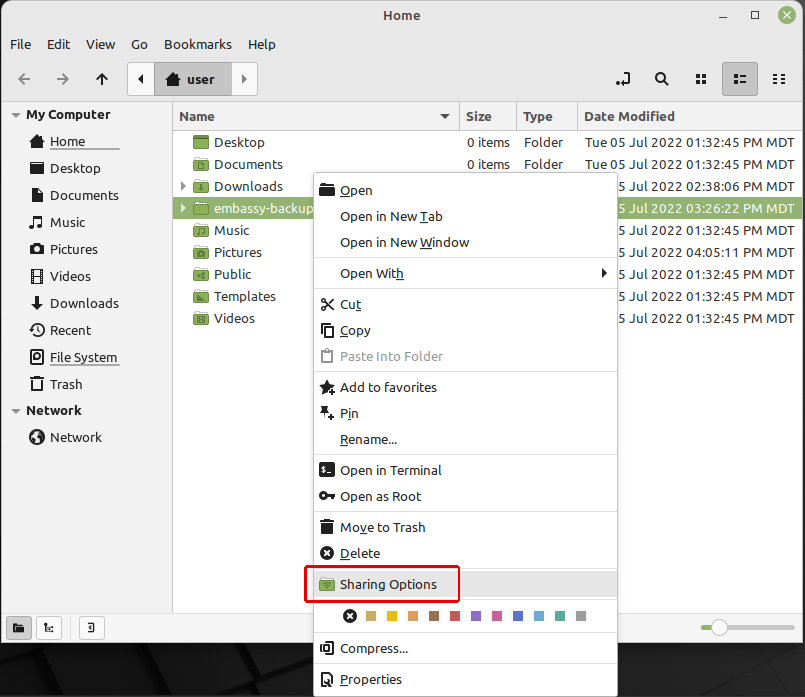 Home
File Edit View Go Bookmarks Help
user
My Computer
Home
Desktop
Documents
Music
Pictures
Videos
Downloads
Recent
File System
Trash
Network
Network
Name Size Type Date Modified
Desktop 0 items Folder Tue 05 Jul 2022 01:32:45 PM MDT
Documents 0 items Folder Tue 05 Jul 2022 01:32:45 PM MDT
Downloads 5 Jul 2022 02:38:06 PM MDT
embassy-backup 5 Jul 2022 03:26:22 PM MDT
Music 5 Jul 2022 01:32:45 PM MDT
Pictures 5 Jul 2022 04:05:11 PM MDT
Public 5 Jul 2022 01:32:45 PM MDT
Templates 5 Jul 2022 01:32:45 PM MDT
Videos 5 Jul 2022 01:32:45 PM MDT
Open
Open in New Tab
Open in New Window
Open With
Cut
Copy
Paste Into Folder
Add to favorites
Pin
Rename...
Open in Terminal
Open as Root
Move to Trash
Delete
Sharing Options
Compress...
Properties